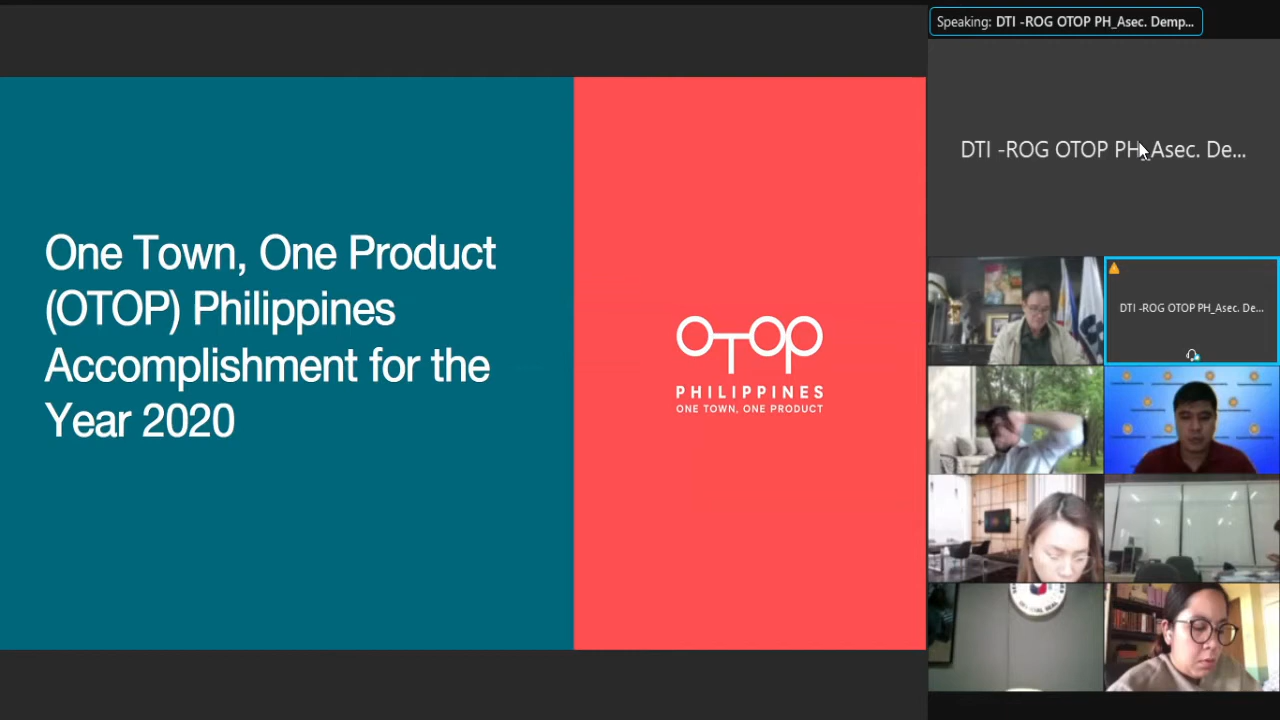 Speaking: DTI -ROG OTOP PH_Asec. Demp...
DTI -ROG OTOP PH_Asec. De...
One Town, One Product
(OTOP) Philippines
Accomplishment for the
Year 2020
OTOP
PHILIPPINES
ONE TOWN, ONE PRODUCT
DTI -ROG OTOP PH_Asec. De...